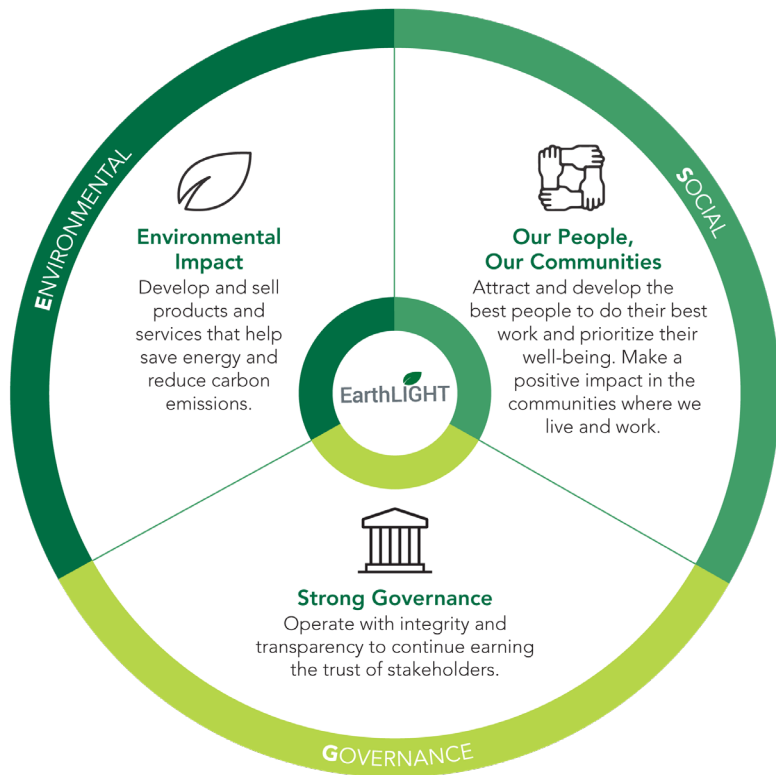 ENVIRONMENTAL
SOCIAL
Environmental
Impact
Develop and sell
products and
services that help
save energy and
reduce carbon
emissions.
Our People,
Our Communities
Attract and develop the
best people to do their best
work and prioritize their
well-being. Make a
positive impact in the
communities where we
live and work.
EarthLIGHT
Strong Governance
Operate with integrity and
transparency to continue earning
the trust of stakeholders.
GOVERNANCE